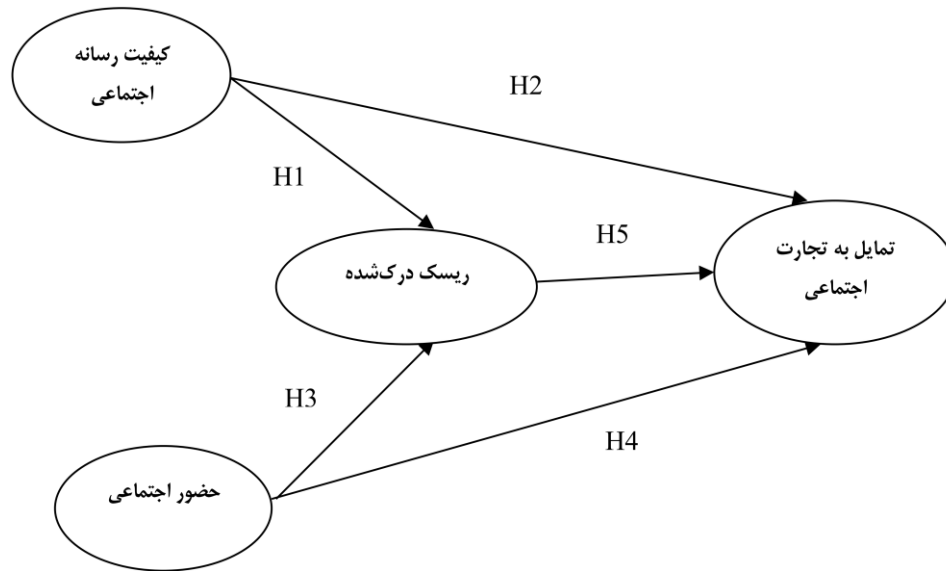 کیفیت رسانه
اجتماعی
H2
H1
H5
تمایل به تجارت
اجتماعی
ریسک درک‌شده
H3
H4
حضور اجتماعی